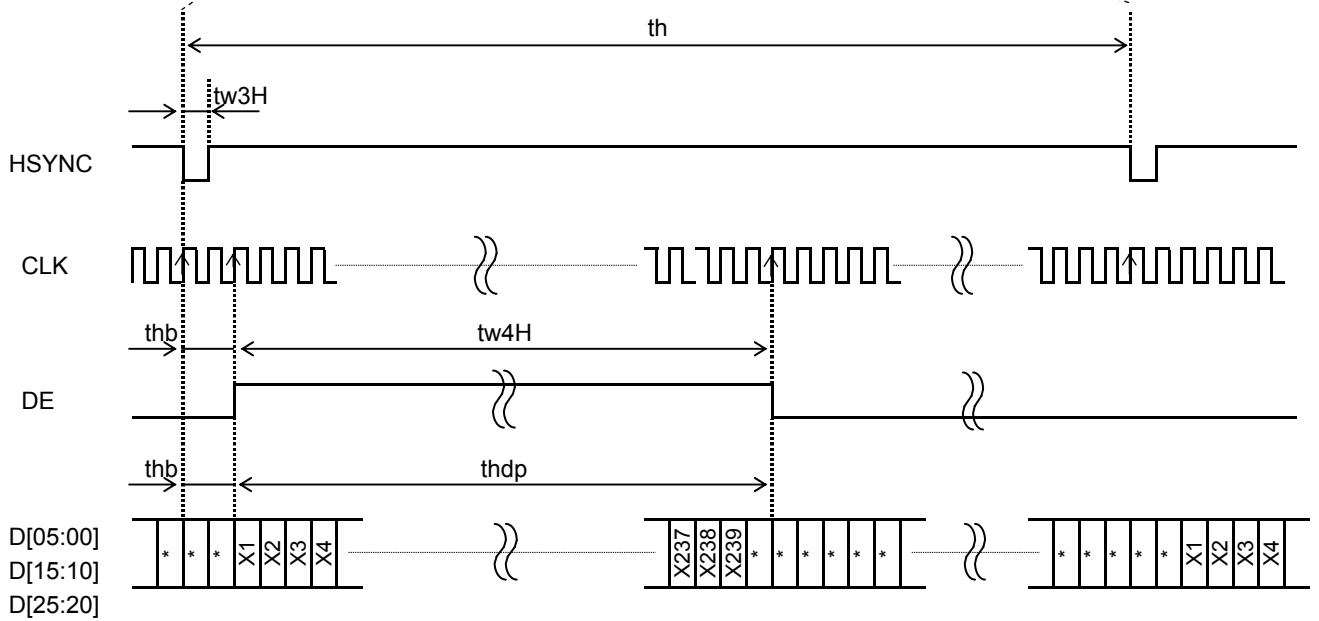 th
tw3H
HSYNC
CLK
thb tw4H
DE
thb thdp
D[05:00]
D[15:10]
D[25:20]
* * * X1 X2 X3 X4 X237 X238 X239 * * * * * * * * * * * X1 X2 X3 X4